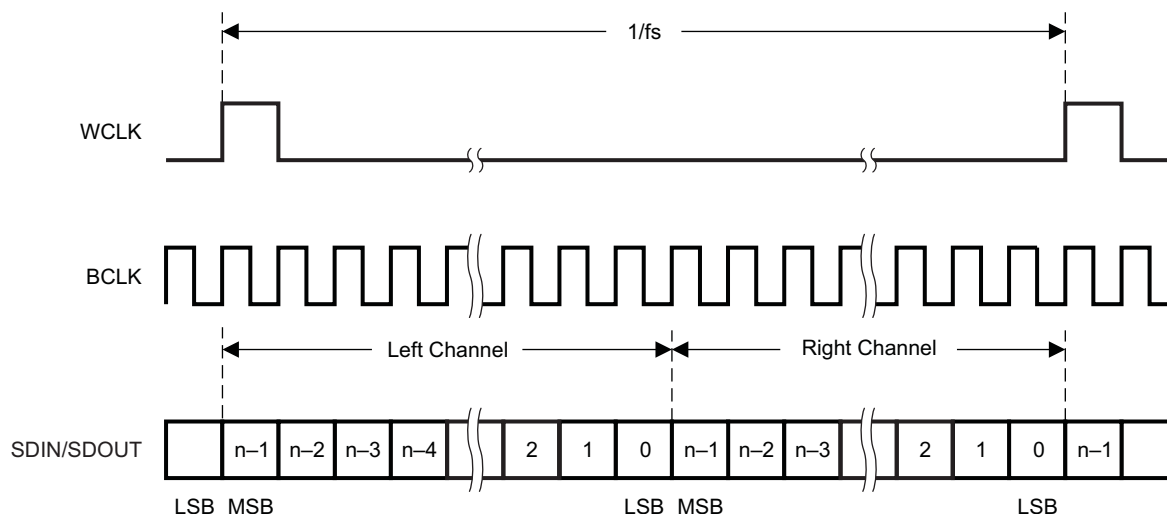 1/fs
WCLK
BCLK
Left Channel Right Channel
SDIN/SDOUT n–1 n–2 n–3 n–4 2 1 0 n–1 n–2 n–3 2 1 0 n–1
LSB MSB LSB MSB LSB